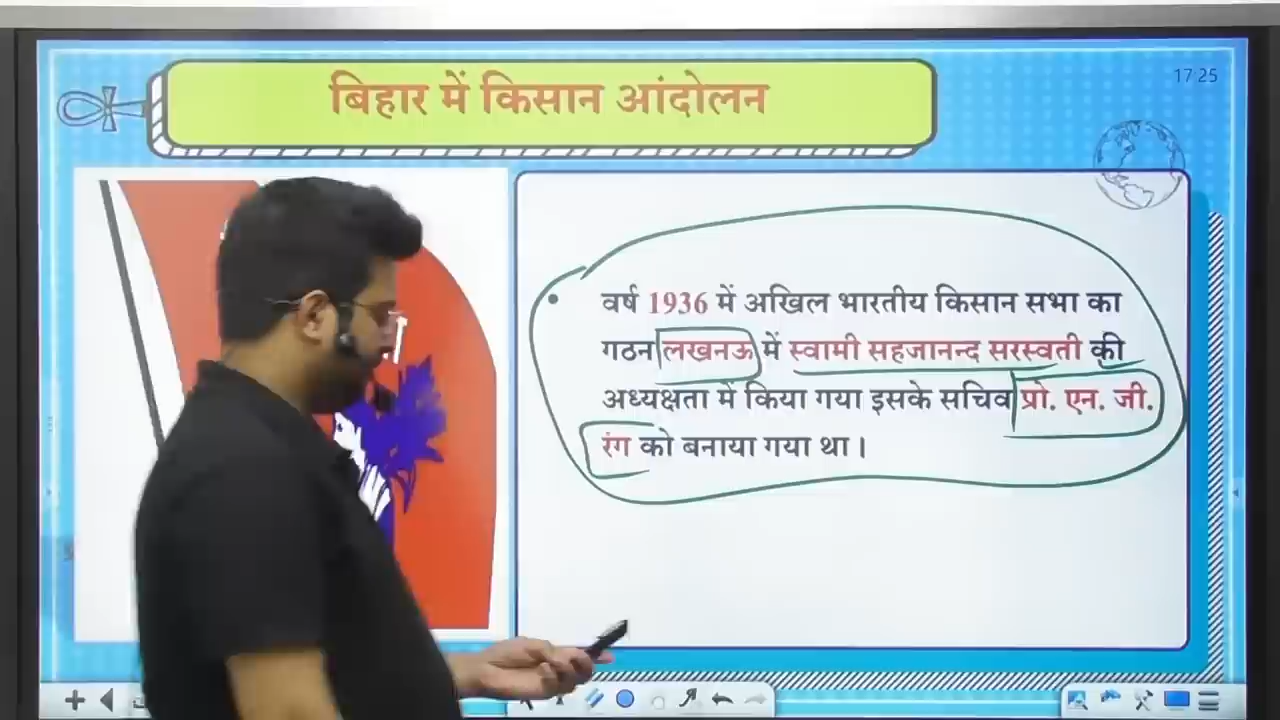 बिहार में किसान आंदोलन
17:25
वर्ष 1936 में अखिल भारतीय किसान सभा का
गठन लखनऊ में स्वामी सहजानन्द सरस्वती की
अध्यक्षता में किया गया इसके सचिव प्रो. एन. जी.
रंग को बनाया गया था।